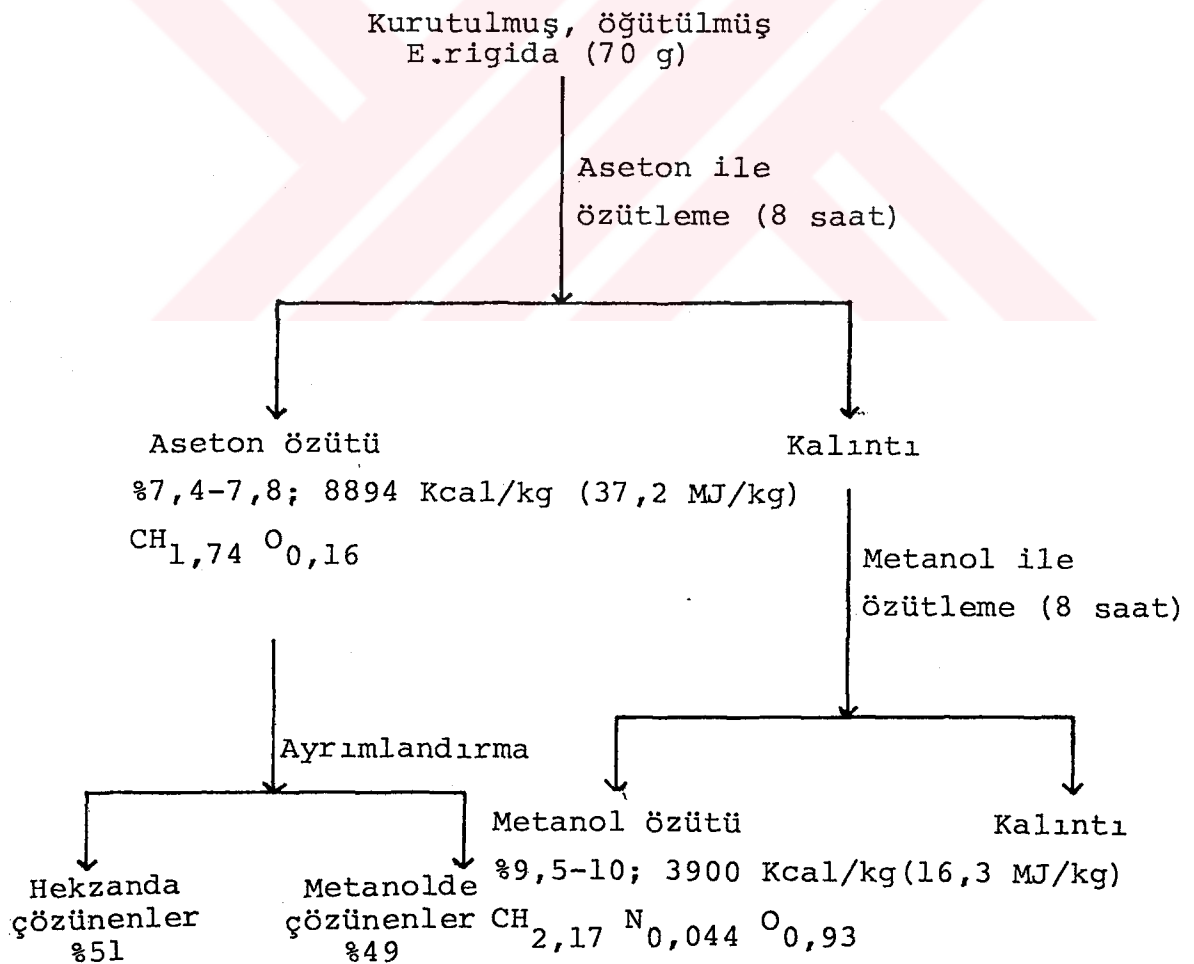 Kurutulmuş, öğütülmüş
E.rigida (70 g)
Aseton ile
özütleme (8 saat)
Aseton özütü
%7,4-7,8; 8894 Kcal/kg (37,2 MJ/kg)
CH1,74 O0,16
Kalıntı
Metanol ile
özütleme (8 saat)
Ayrımlandırma
Hekzanda
çözünenler
%51
Metanolde
çözünenler
%49
Metanol özütü
%9,5-10; 3900 Kcal/kg(16,3 MJ/kg)
CH2,17 N0,044 O0,93
Kalıntı